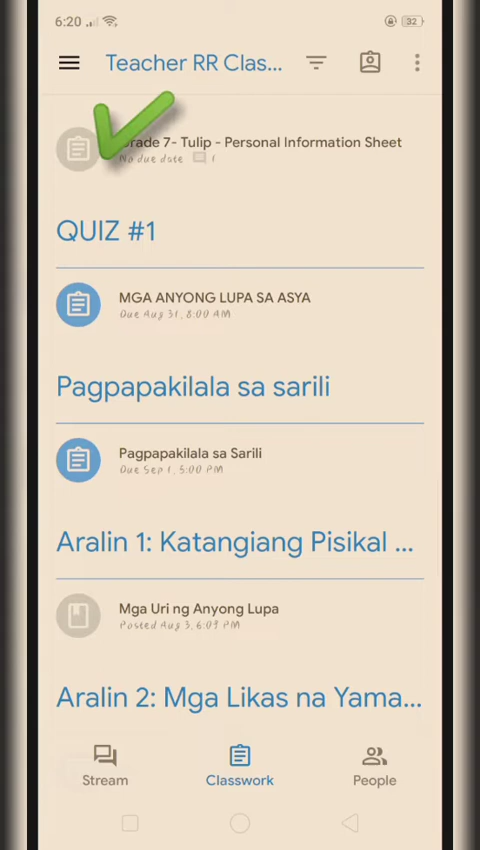 6:20
32
Teacher RR Clas...
rade 7- Tulip - Personal Information Sheet
No due date 1
QUIZ #1
MGA ANYONG LUPA SA ASYA
Due Aug 31, 8:00 AM
Pagpapakilala sa sarili
Pagpapakilala sa Sarili
Due Sep 1, 5:00 PM
Aralin 1: Katangiang Pisikal ...
Mga Uri ng Anyong Lupa
Posted Aug 3, 6:09 PM
Aralin 2: Mga Likas na Yama...
Stream
Classwork
People